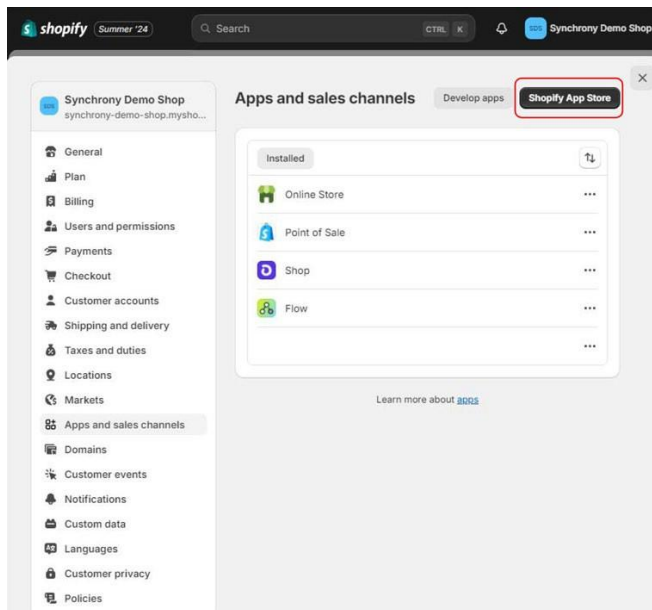 shopify Summer '24
Search
CTRL K
SDS
Synchrony Demo Shop
SDS
Synchrony Demo Shop
synchrony-demo-shop.mysho...
General
Plan
Billing
Users and permissions
Payments
Checkout
Customer accounts
Shipping and delivery
Taxes and duties
Locations
Markets
Apps and sales channels
Domains
Customer events
Notifications
Custom data
Languages
Customer privacy
Policies
Apps and sales channels
Develop apps
Shopify App Store
Installed
Online Store
Point of Sale
Shop
Flow
Learn more about apps